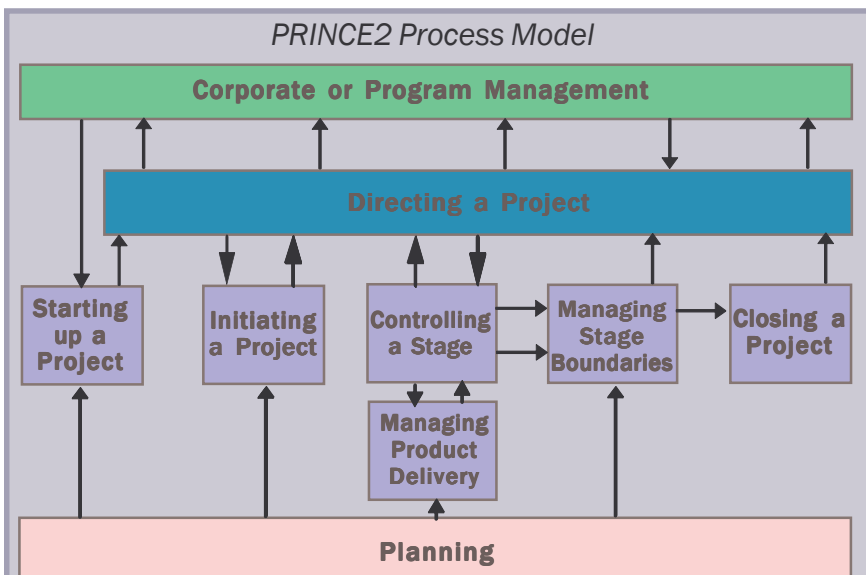 PRINCE2 Process Model
Corporate or Program Management
Directing a Project
Starting
up a
Project
Initiating
a Project
Controlling
a Stage
Managing
Stage
Boundaries
Closing a
Project
Managing
Product
Delivery
Planning